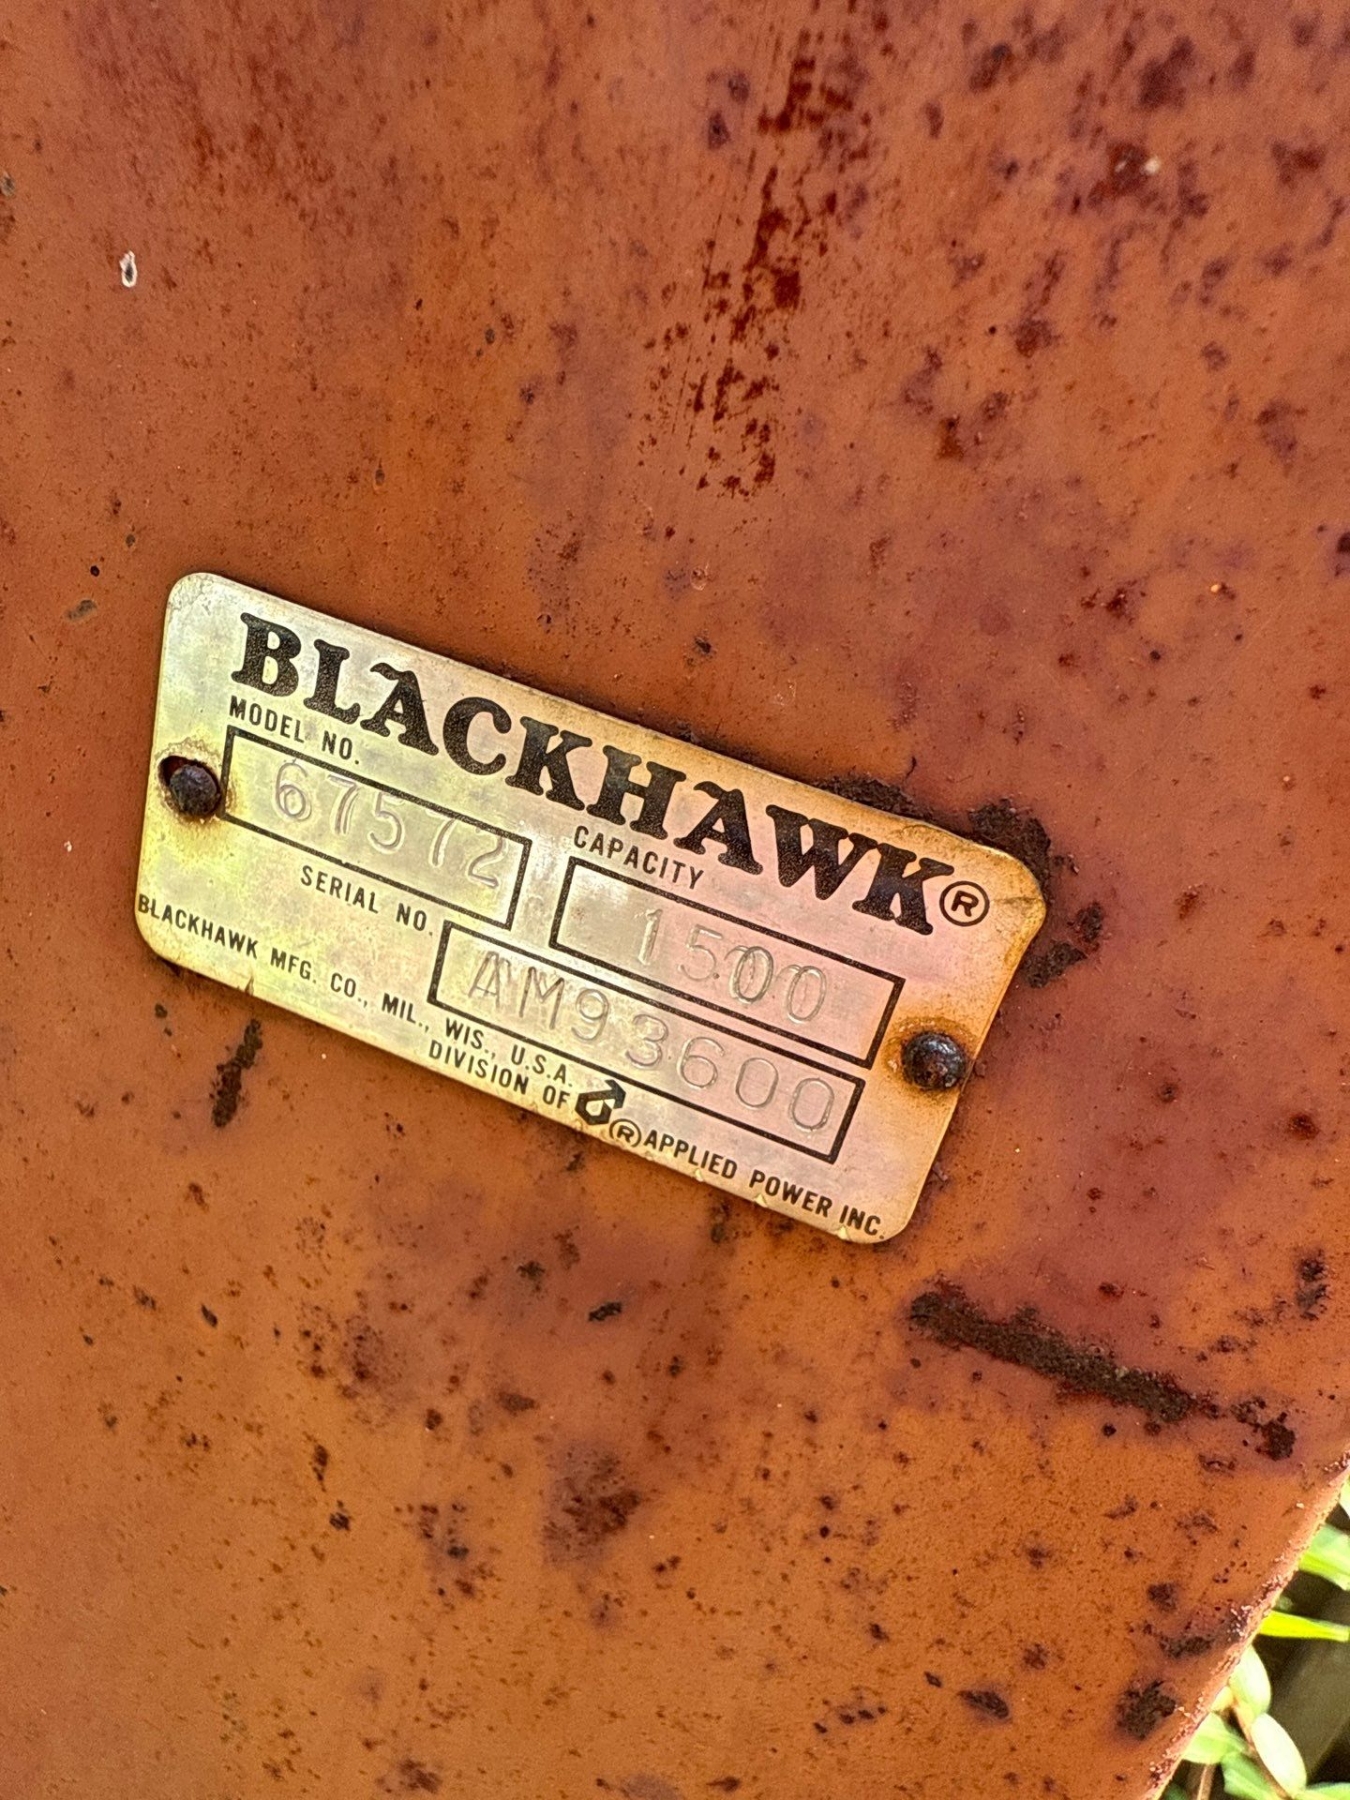 BLACKHAWK®
MODEL NO.
67572
CAPACITY
1500
SERIAL NO.
AM93600
BLACKHAWK MFG. CO., MIL., WIS., U.S.A.
DIVISION OF ® APPLIED POWER INC.